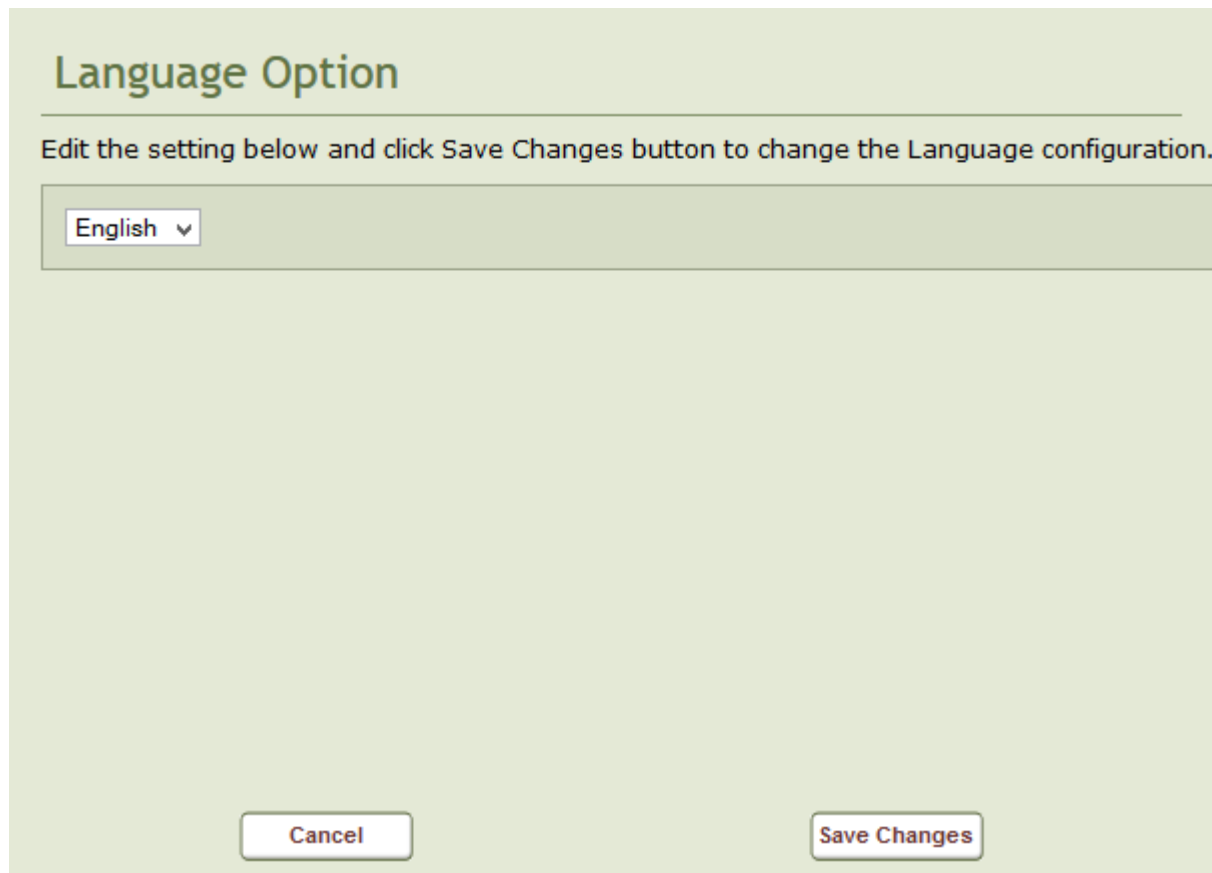 Language Option
Edit the setting below and click Save Changes button to change the Language configuration.
English
Cancel
Save Changes